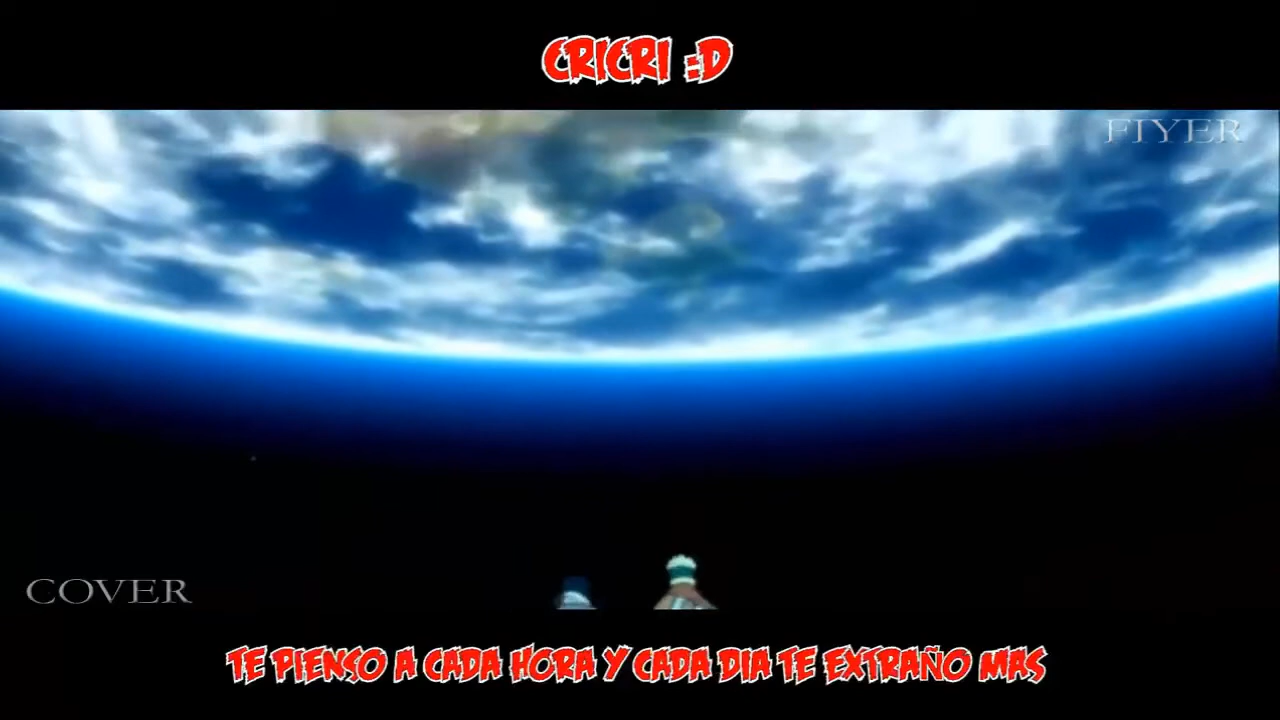 CRICRI :D
FIYER
COVER
TE PIENSO A CADA HORA Y CADA DIA TE EXTRAÑO MAS